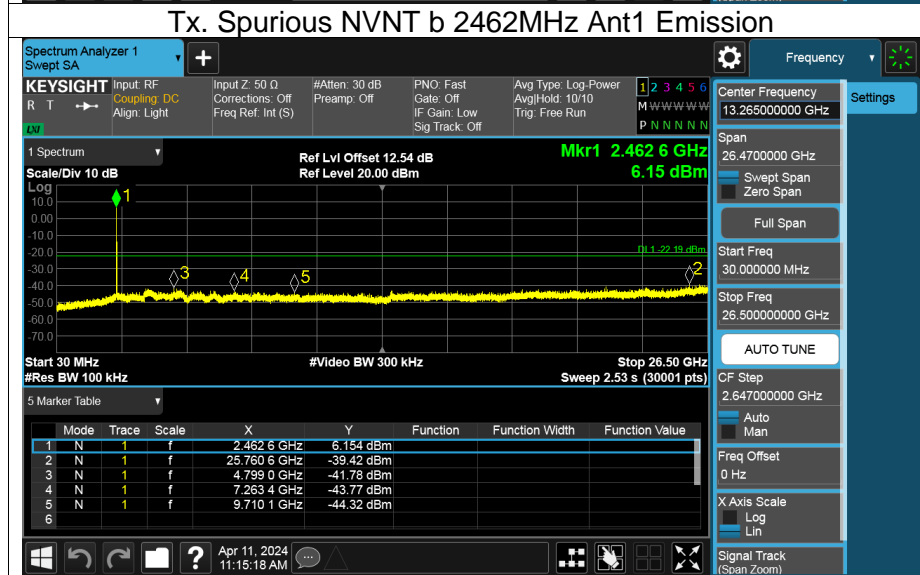 Tx. Spurious NVNT b 2462MHz Ant1 Emission
Spectrum Analyzer 1
Swept SA
+
Frequency
KEYSIGHT Input: RF Input Z: 50 Ω #Atten: 30 dB PNO: Fast Avg Type: Log-Power 1 2 3 4 5 6
R T Coupling: DC Corrections: Off Preamp: Off Gate: Off Avg|Hold: 10/10 M W W W W W
Align: Light Freq Ref: Int (S) IF Gain: Low Trig: Free Run
LXI Sig Track: Off P N N N N N
1 Spectrum
Ref Lvl Offset 12.54 dB Mkr1 2.462 6 GHz
Scale/Div 10 dB Ref Level 20.00 dBm 6.15 dBm
Log
10.0
0.00
-10.0
-20.0
-30.0
-40.0
-50.0
-60.0
-70.0
1
3
4
5
2
DL1 -22.19 dBm
Start 30 MHz #Video BW 300 kHz Stop 26.50 GHz
#Res BW 100 kHz Sweep 2.53 s (30001 pts)
5 Marker Table
Mode Trace Scale X Y Function Function Width Function Value
1 N 1 f 2.462 6 GHz 6.154 dBm
2 N 1 f 25.760 6 GHz -39.42 dBm
3 N 1 f 4.799 0 GHz -41.78 dBm
4 N 1 f 7.263 4 GHz -43.77 dBm
5 N 1 f 9.710 1 GHz -44.32 dBm
6
?
Apr 11, 2024
11:15:18 AM
Settings
Center Frequency
13.265000000 GHz
Span
26.4700000 GHz
Swept Span
Zero Span
Full Span
Start Freq
30.000000 MHz
Stop Freq
26.500000000 GHz
AUTO TUNE
CF Step
2.647000000 GHz
Auto
Man
Freq Offset
0 Hz
X Axis Scale
Log
Lin
Signal Track
(Span Zoom)